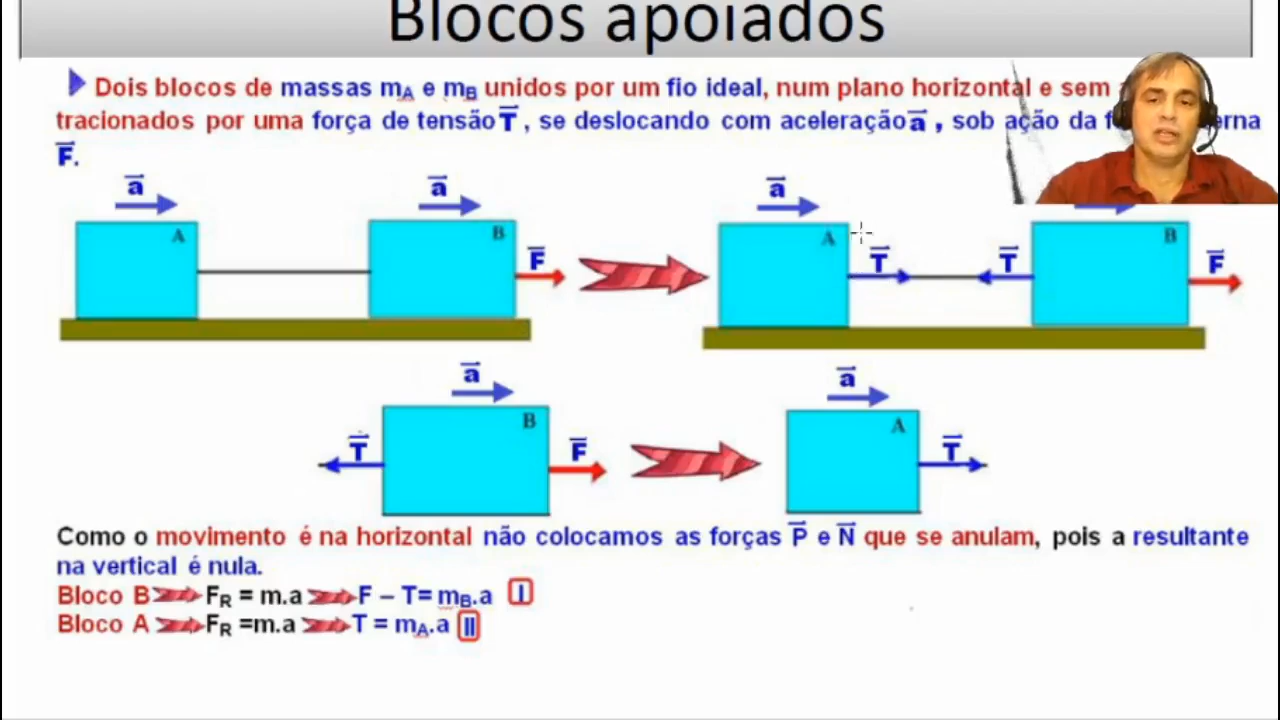 Blocos apoiados
Dois blocos de massas mA e mB unidos por um fio ideal, num plano horizontal e sem
tracionados por uma força de tensão T, se deslocando com aceleração a, sob ação da
F.
a a a
A B F A T T B F
a a
T B F A T
Como o movimento é na horizontal não colocamos as forças P e N que se anulam, pois a resultante
na vertical é nula.
Bloco B FR = m.a F – T= mB.a I
Bloco A FR =m.a T = mA.a II